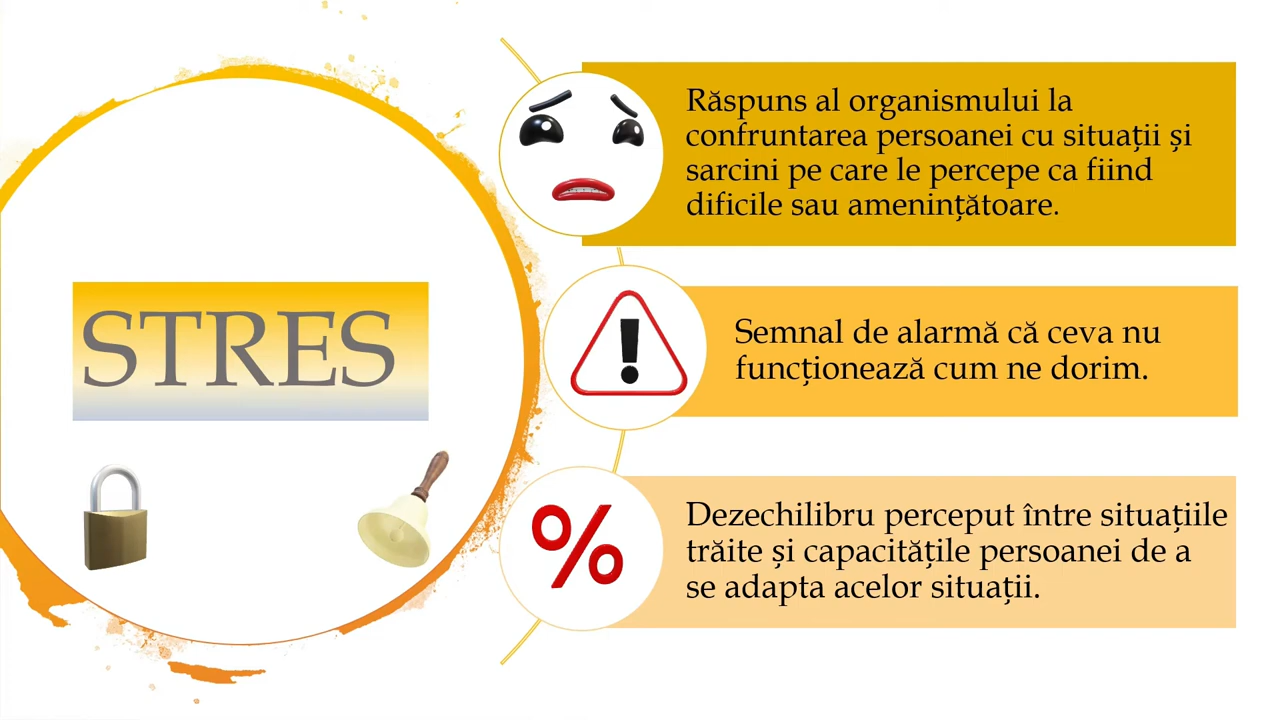 STRES
Răspuns al organismului la
confruntarea persoanei cu situații și
sarcini pe care le percepe ca fiind
dificile sau amenințătoare.
Semnal de alarmă că ceva nu
funcționează cum ne dorim.
%
Dezechilibru perceput între situațiile
trăite și capacitățile persoanei de a
se adapta acelor situații.